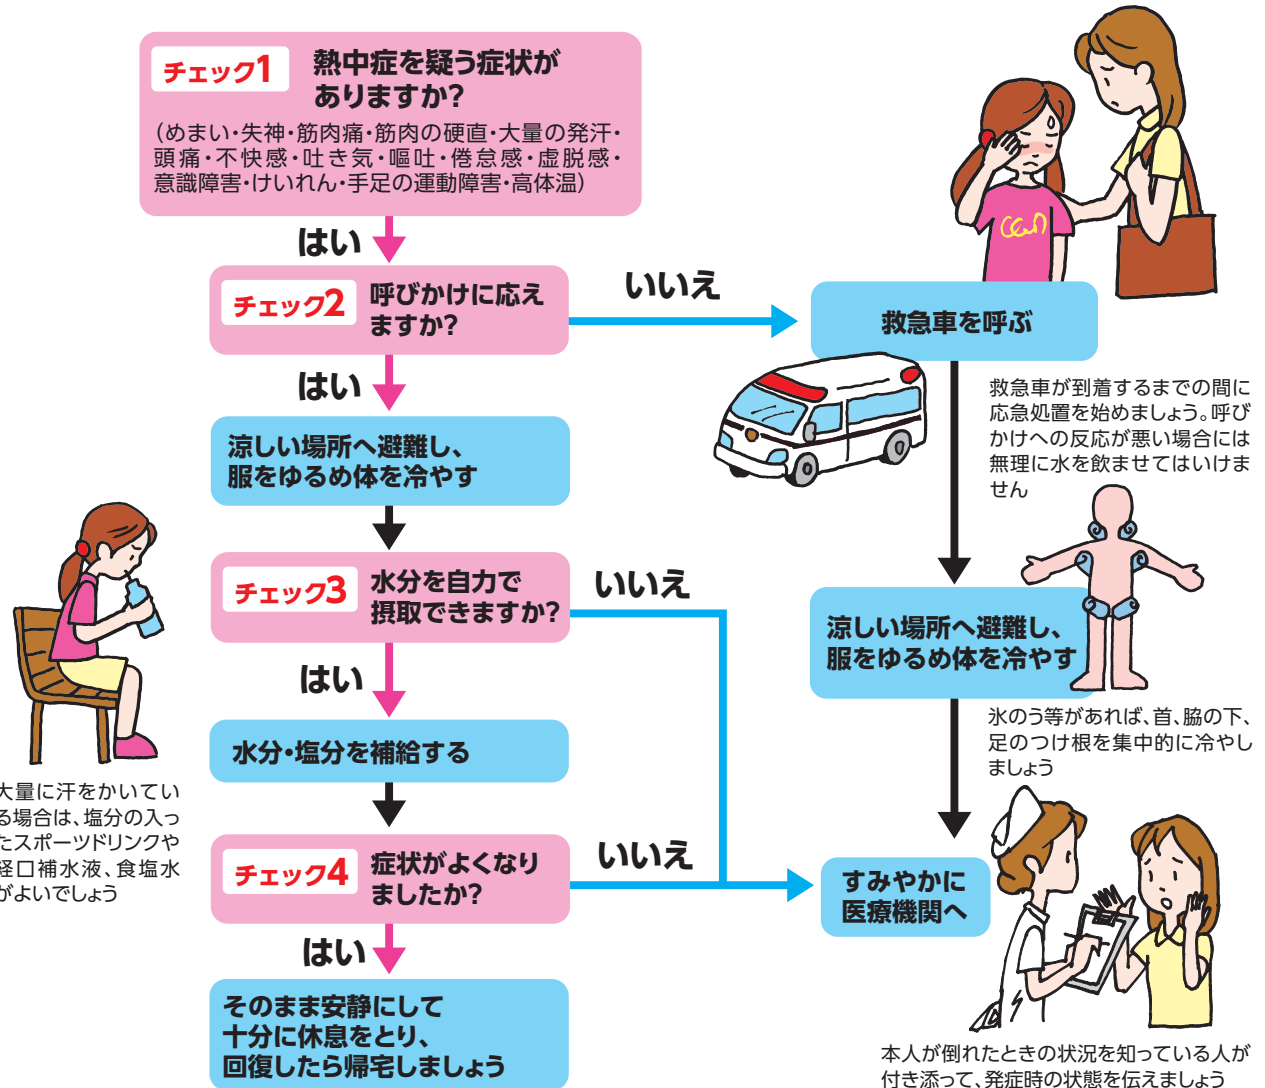 チェック1
熱中症を疑う症状が
ありますか?
(めまい・失神・筋肉痛・筋肉の硬直・大量の発汗・
頭痛・不快感・吐き気・嘔吐・倦怠感・虚脱感・
意識障害・けいれん・手足の運動障害・高体温)
はい
チェック2
呼びかけに応え
ますか?
いいえ
救急車を呼ぶ
救急車が到着するまでの間に
応急処置を始めましょう。呼び
かけへの反応が悪い場合には
無理に水を飲ませてはいけま
せん
はい
涼しい場所へ避難し、
服をゆるめ体を冷やす
チェック3
水分を自力で
摂取できますか?
いいえ
涼しい場所へ避難し、
服をゆるめ体を冷やす
氷のう等があれば、首、脇の下、
足のつけ根を集中的に冷やし
ましょう
はい
水分・塩分を補給する
大量に汗をかいてい
る場合は、塩分の入っ
たスポーツドリンクや
経口補水液、食塩水
がよいでしょう
チェック4
症状がよくなり
ましたか?
いいえ
すみやかに
医療機関へ
はい
そのまま安静にして
十分に休息をとり、
回復したら帰宅しましょう
本人が倒れたときの状況を知っている人が
付き添って、発症時の状態を伝えましょう